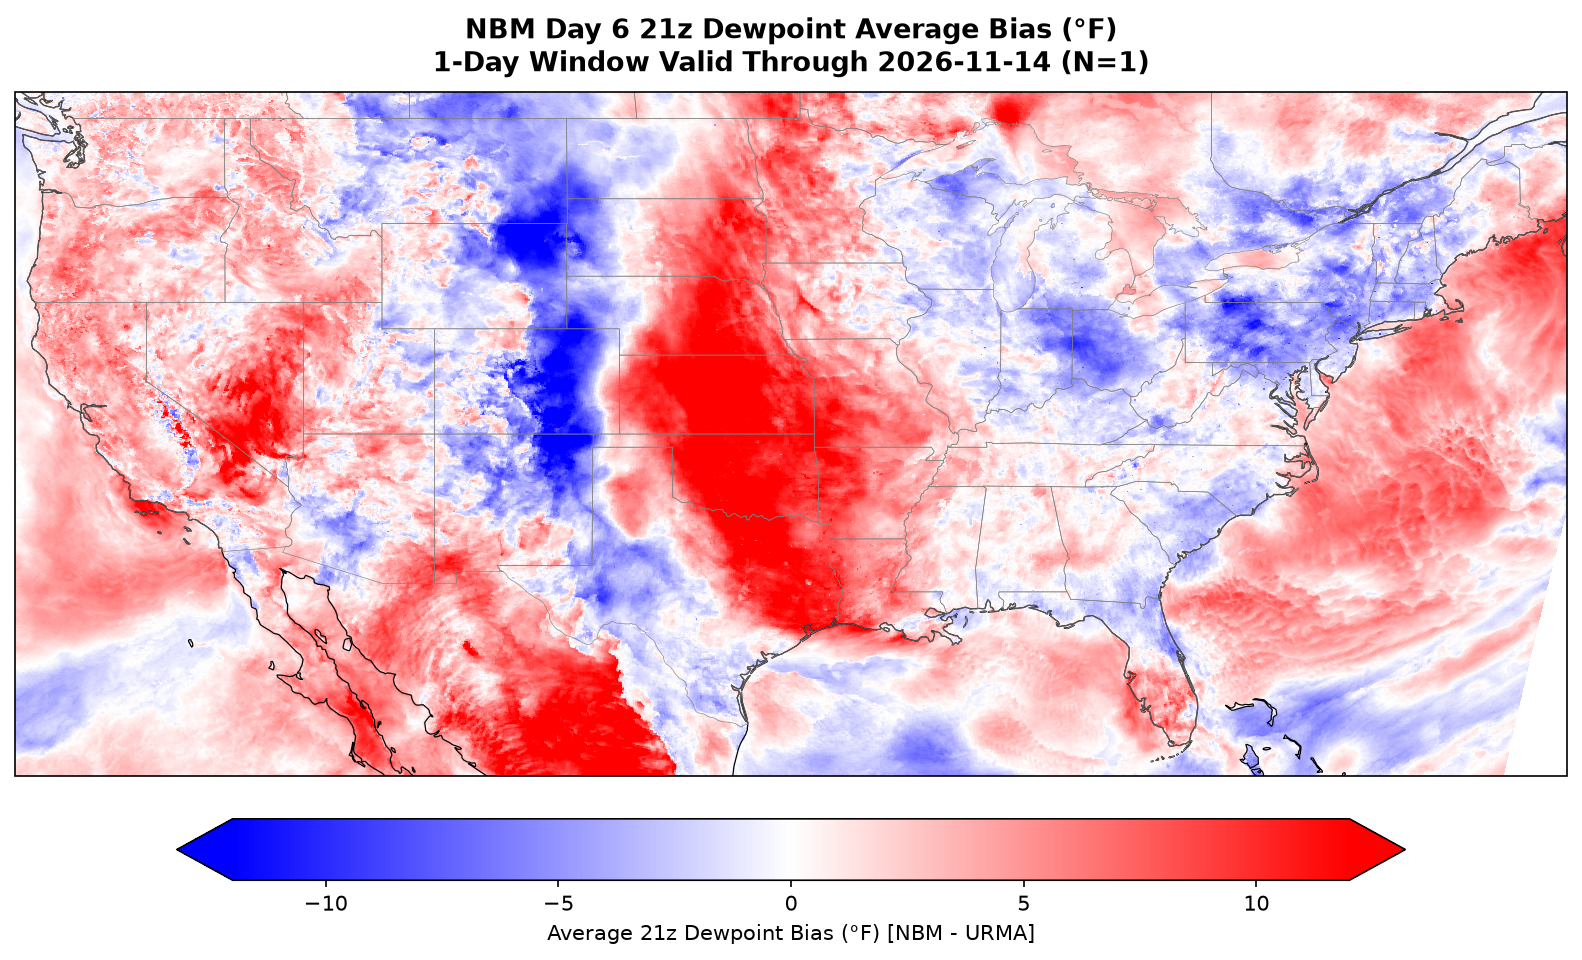 NBM Day 6 21z Dewpoint Average Bias (°F)
1-Day Window Valid Through 2026-11-14 (N=1)
−10 −5 0 5 10
Average 21z Dewpoint Bias (°F) [NBM - URMA]